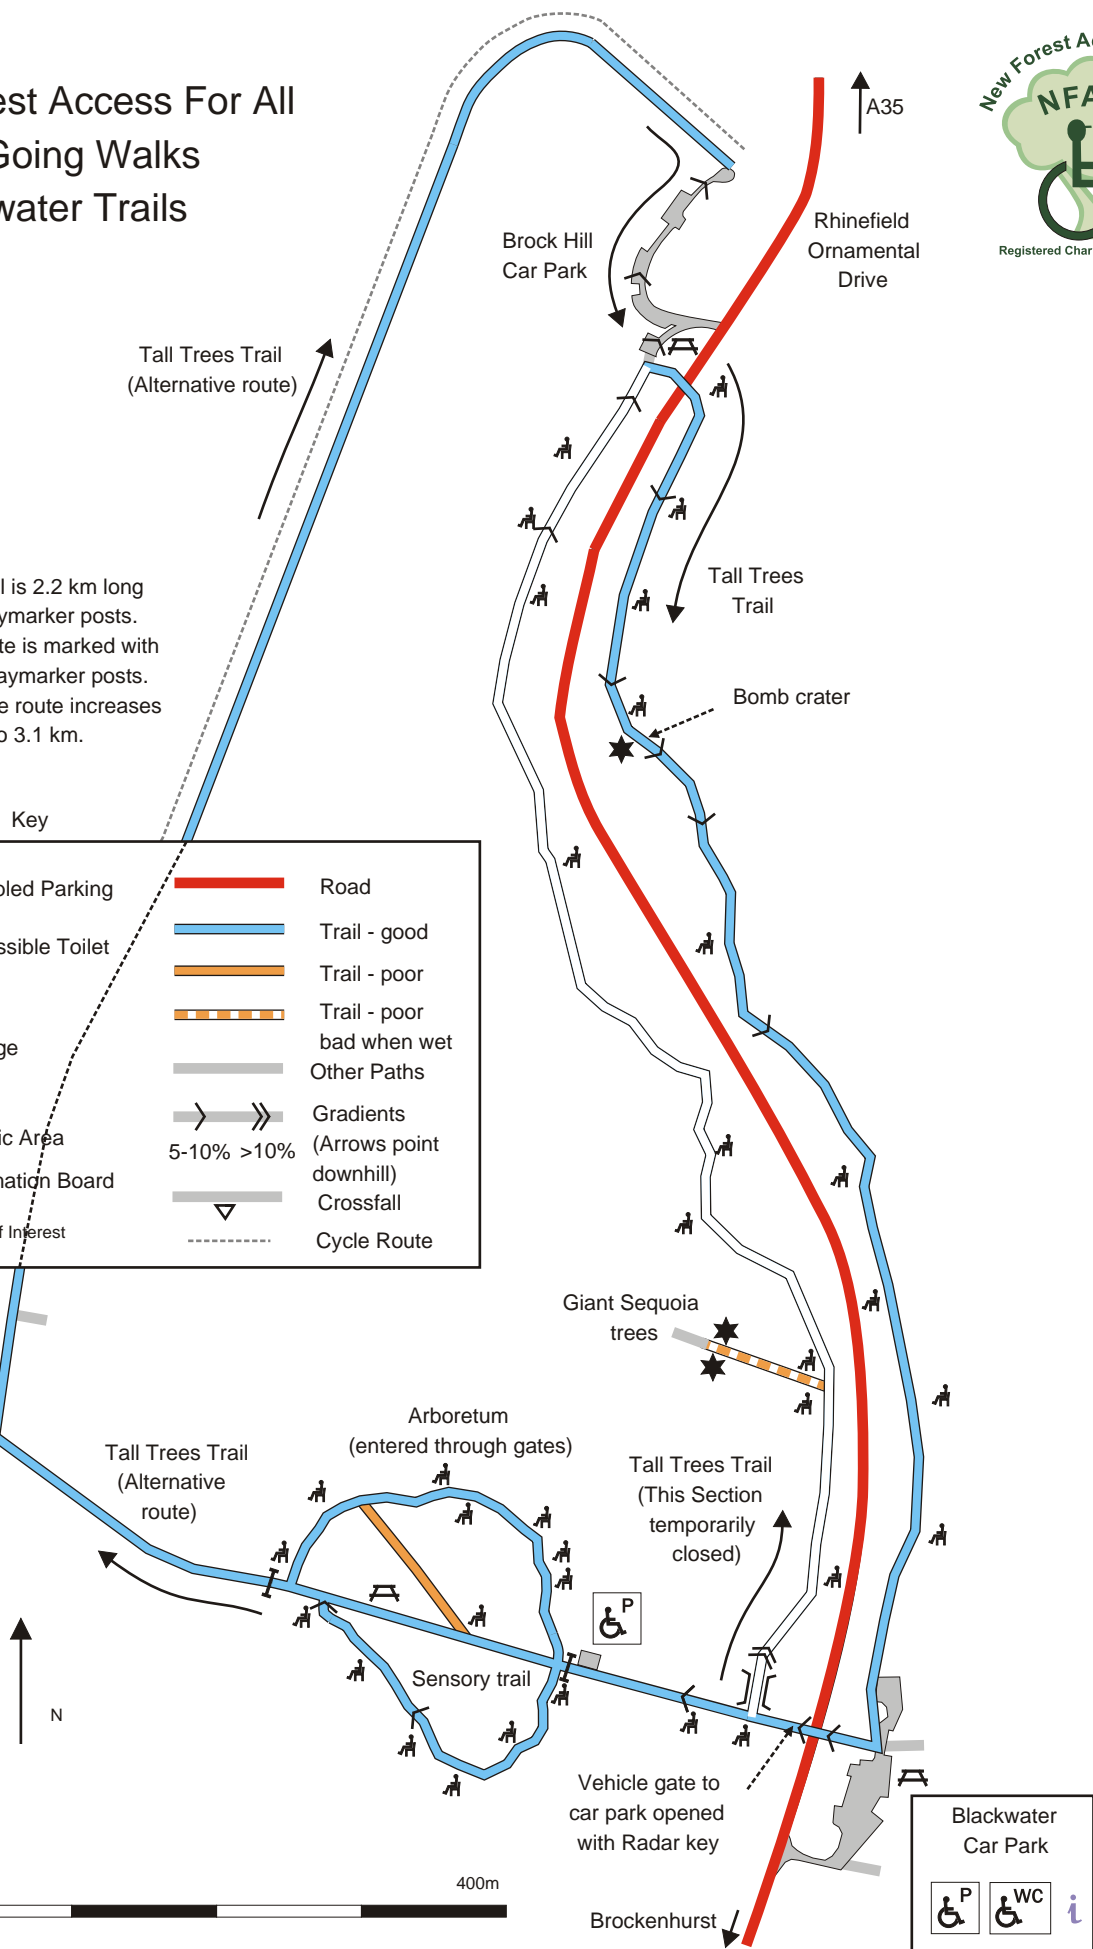 est Access For All
Going Walks
water Trails
New Forest A
NFA
Registered Char
A35
Rhinefield
Ornamental
Drive
Brock Hill
Car Park
Tall Trees Trail
(Alternative route)
l is 2.2 km long
ymarker posts.
te is marked with
aymarker posts.
e route increases
o 3.1 km.
Tall Trees
Trail
Bomb crater
Key
oled Parking
ssible Toilet
ge
ic Area
nation Board
f Interest
Road
Trail - good
Trail - poor
Trail - poor
bad when wet
Other Paths
Gradients
(Arrows point
downhill)
5-10% >10%
Crossfall
Cycle Route
Giant Sequoia
trees
Arboretum
(entered through gates)
Tall Trees Trail
(Alternative
route)
Tall Trees Trail
(This Section
temporarily
closed)
P
Sensory trail
N
Vehicle gate to
car park opened
with Radar key
Blackwater
Car Park
P
WC
i
400m
Brockenhurst